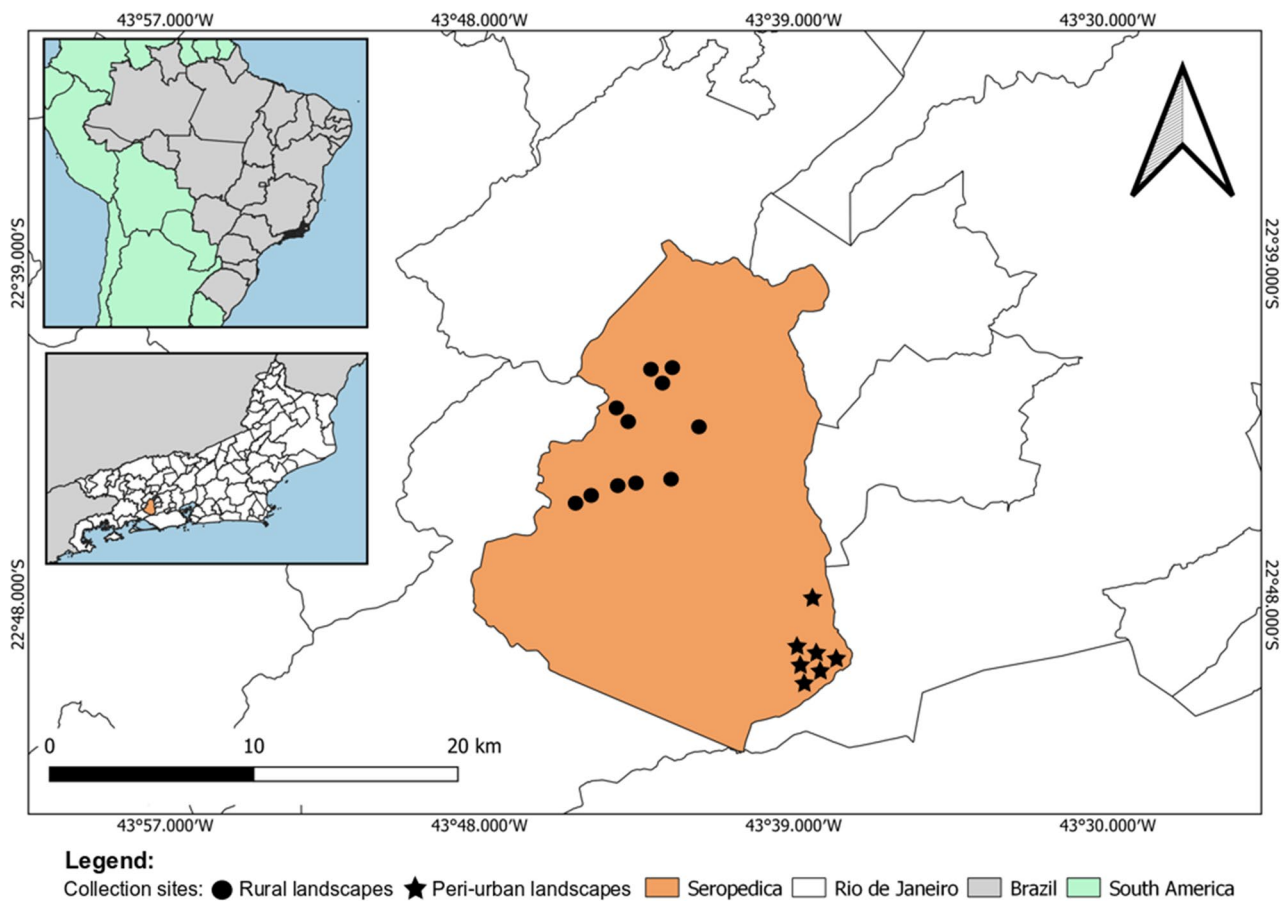 43°57.000'W 43°48.000'W 43°39.000'W 43°30.000'W
22°39.000'S 22°39.000'S
22°48.000'S 22°48.000'S
0 10 20 km
43°57.000'W 43°48.000'W 43°39.000'W 43°30.000'W
Legend:
Collection sites: Rural landscapes Peri-urban landscapes Seropedica Rio de Janeiro Brazil South America